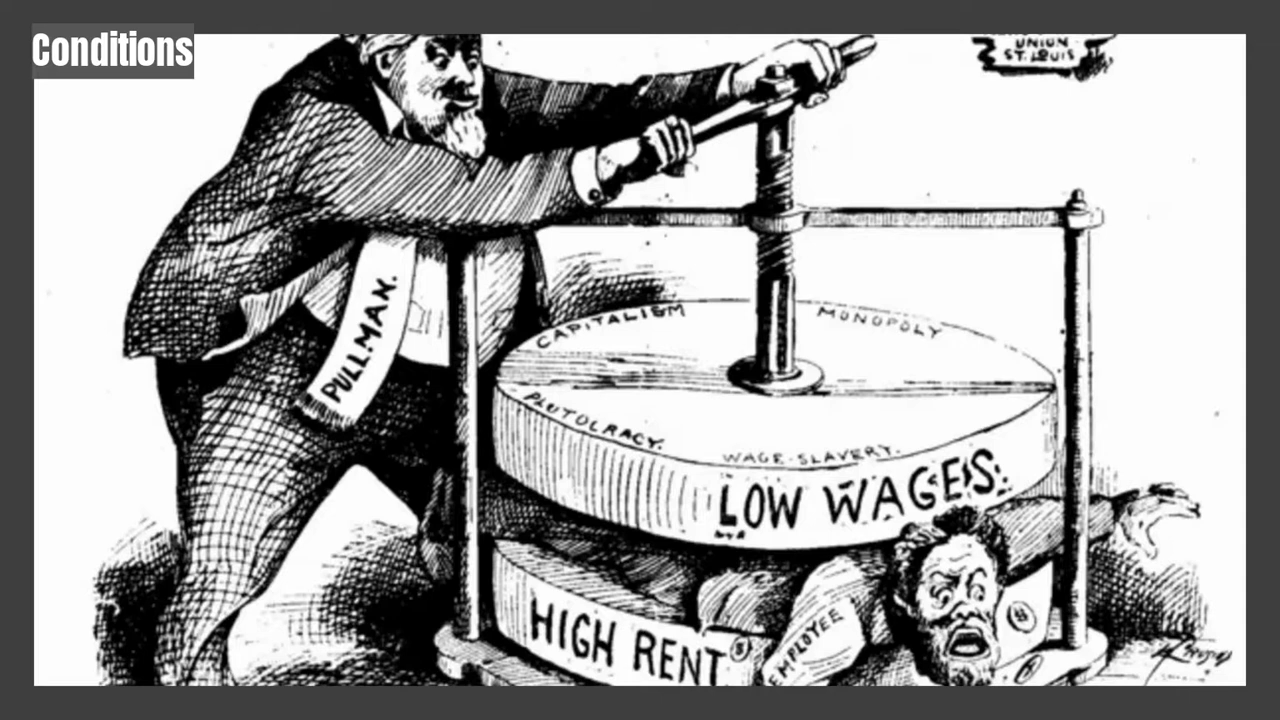 Conditions
UNION
ST. LOUIS
PULLMAN.
CAPITALISM
MONOPOLY
PLUTOCRACY.
WAGE-SLAVERY.
LOW WAGES.
EMPLOYEE
HIGH RENT
$
$